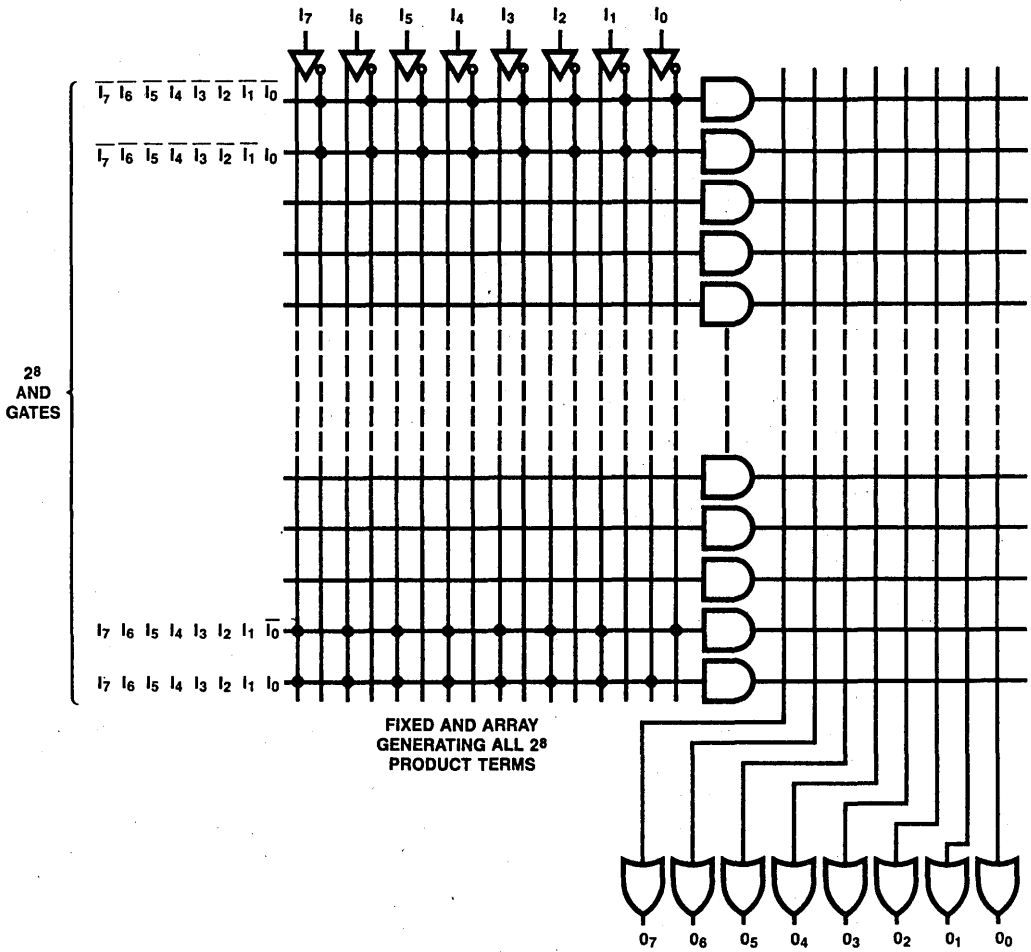 I₇ I₆ I₅ I₄ I₃ I₂ I₁ I₀
I̅₇ I̅₆ I̅₅ I̅₄ I̅₃ I̅₂ I̅₁ I̅₀
I̅₇ I̅₆ I̅₅ I̅₄ I̅₃ I̅₂ I̅₁ I₀
2⁸
AND
GATES
I₇ I₆ I₅ I₄ I₃ I₂ I₁ I̅₀
I₇ I₆ I₅ I₄ I₃ I₂ I₁ I₀
FIXED AND ARRAY
GENERATING ALL 2⁸
PRODUCT TERMS
O₇ O₆ O₅ O₄ O₃ O₂ O₁ O₀